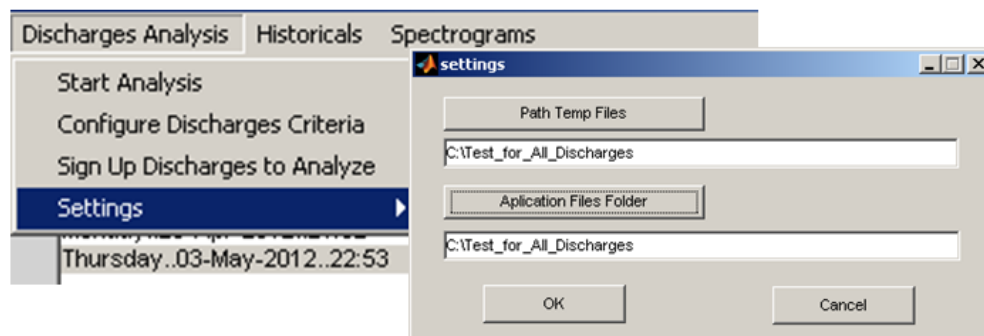 Discharges Analysis Historicals Spectrograms
Start Analysis
Configure Discharges Criteria
Sign Up Discharges to Analyze
Settings
Thursday..03-May-2012..22:53
settings
Path Temp Files
C:\Test_for_All_Discharges
Aplication Files Folder
C:\Test_for_All_Discharges
OK Cancel